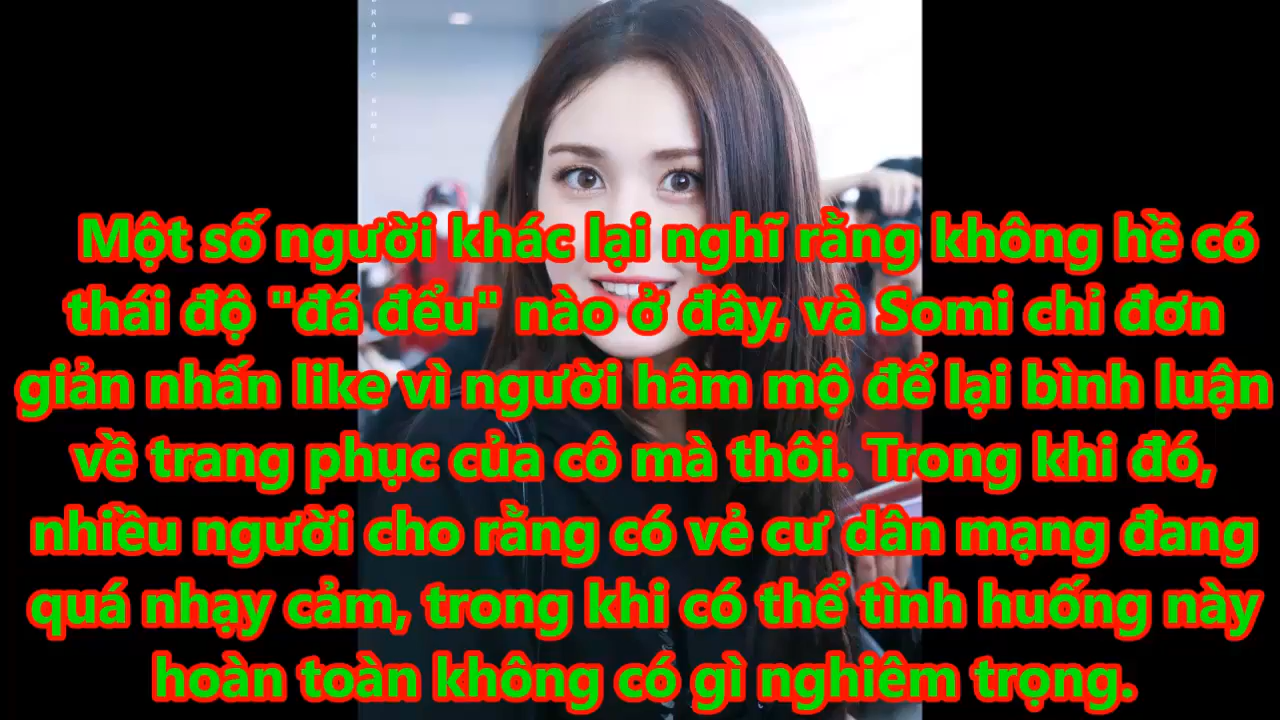 GRAPHIC SOMI
Một số người khác lại nghĩ rằng không hề có
thái độ "đá đểu" nào ở đây, và Somi chỉ đơn
giản nhấn like vì người hâm mộ để lại bình luận
về trang phục của cô mà thôi. Trong khi đó,
nhiều người cho rằng có vẻ cư dân mạng đang
quá nhạy cảm, trong khi có thể tình huống này
hoàn toàn không có gì nghiêm trọng.